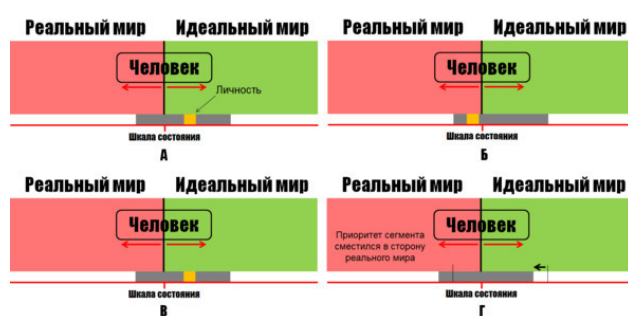 Реальный мир Идеальный мир
Человек
Личность
Шкала состояния
А
Реальный мир Идеальный мир
Человек
Шкала состояния
Б
Реальный мир Идеальный мир
Человек
Шкала состояния
В
Реальный мир Идеальный мир
Человек
Приоритет сегмента
сместился в сторону
реального мира
Шкала состояния
Г